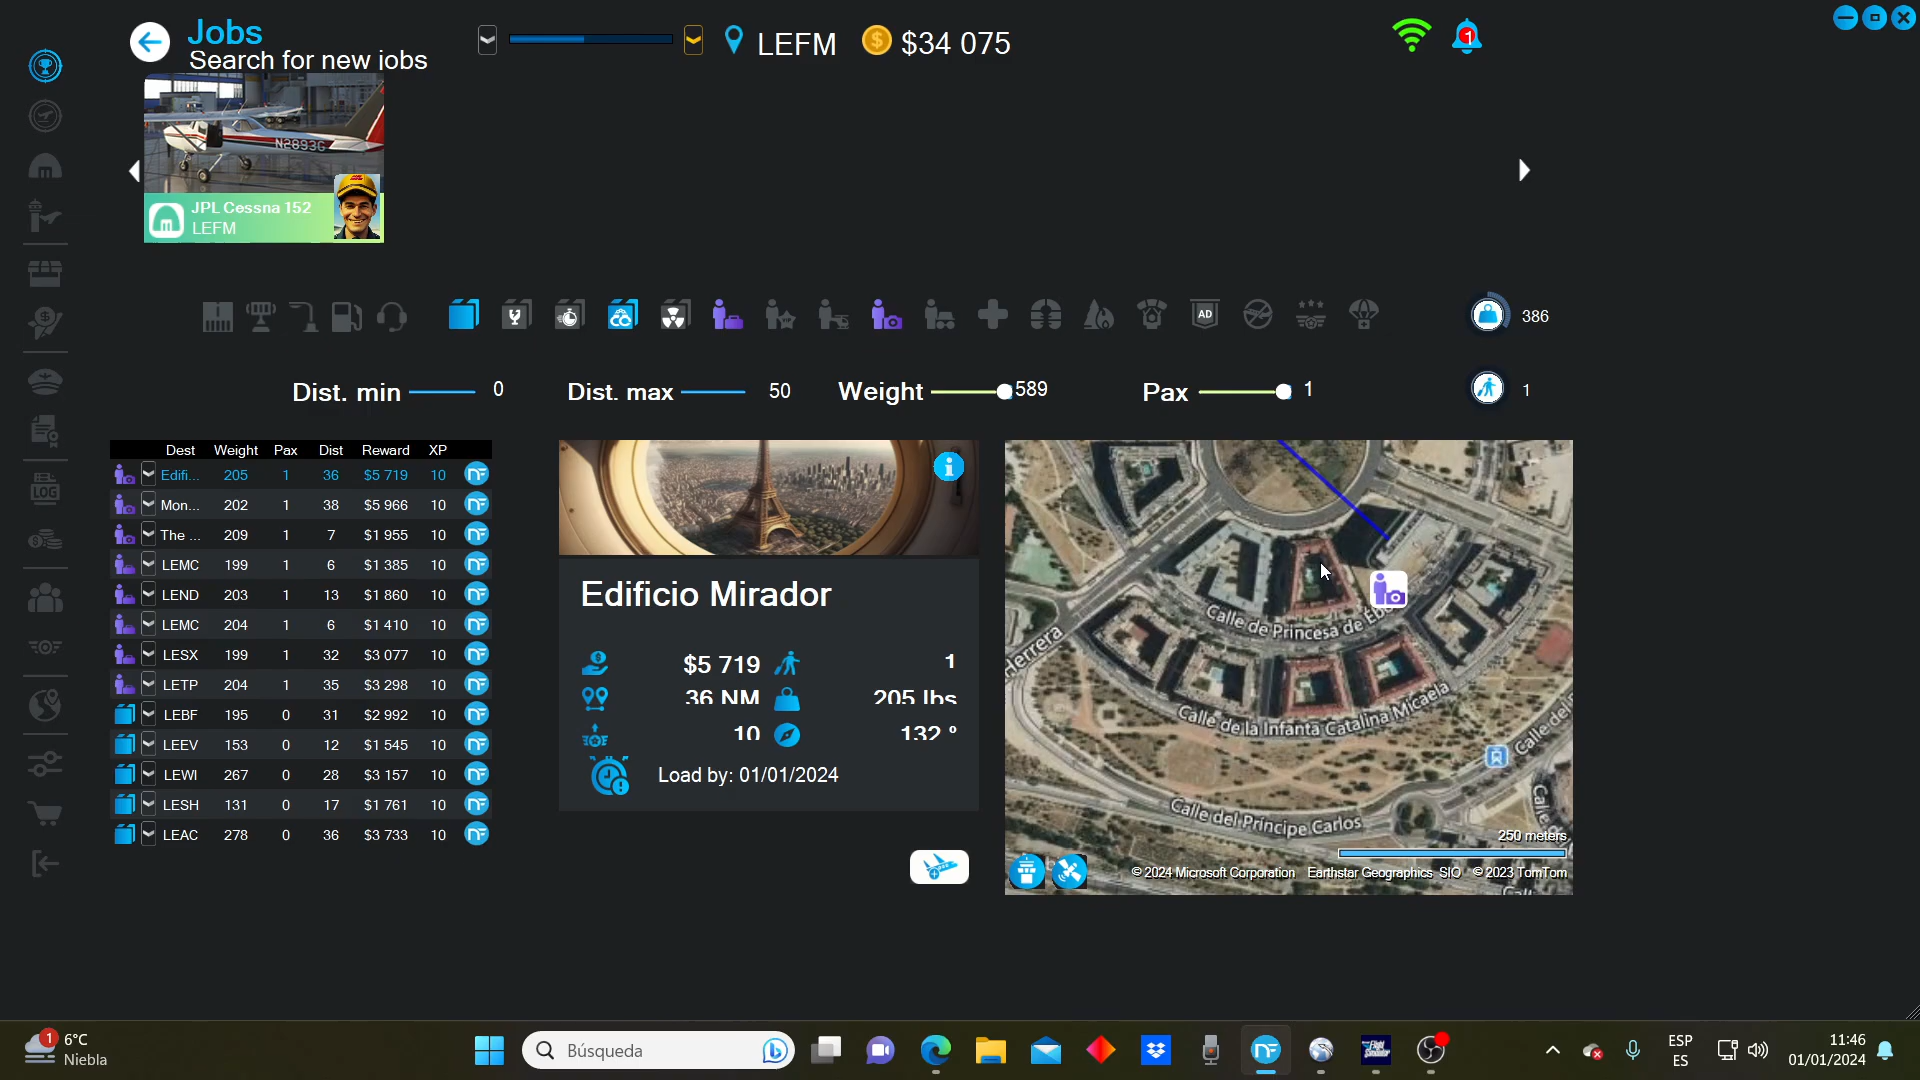 Jobs
Search for new jobs
LEFM
$34 075
1
N2893G
JPL Cessna 152
LEFM
AD
386
Dist. min 0
Dist. max 50
Weight 589
Pax 1
1
Dest Weight Pax Dist Reward XP
Edifi... 205 1 36 $5 719 10
Mon... 202 1 38 $5 966 10
The ... 209 1 7 $1 955 10
LEMC 199 1 6 $1 385 10
LEND 203 1 13 $1 860 10
LEMC 204 1 6 $1 410 10
LESX 199 1 32 $3 077 10
LETP 204 1 35 $3 298 10
LEBF 195 0 31 $2 992 10
LEEV 153 0 12 $1 545 10
LEWI 267 0 28 $3 157 10
LESH 131 0 17 $1 761 10
LEAC 278 0 36 $3 733 10
LOG
Edificio Mirador
$5 719
1
36 NM
205 lbs
10
132 º
Load by: 01/01/2024
Herrera
Calle de Princesa de Ébo
Calle de la Infanta Catalina Micaela
Calle del
Calle del Príncipe Carlos
Calle
250 meters
© 2024 Microsoft Corporation Earthstar Geographics SIO © 2023 TomTom
1
6°C
Niebla
Búsqueda
ESP
ES
11:46
01/01/2024